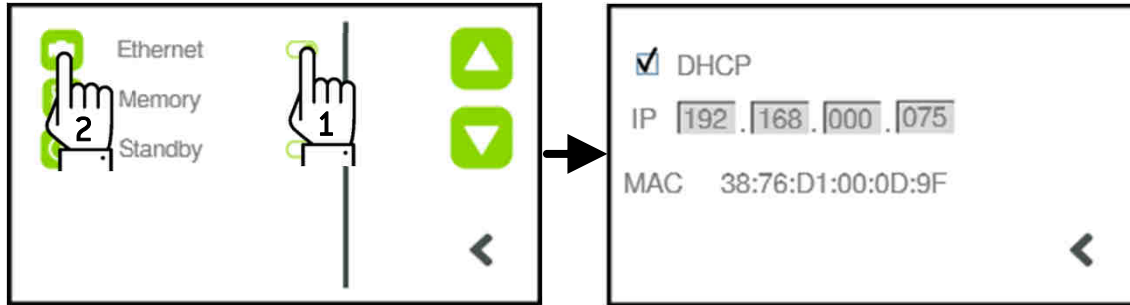 Ethernet
1
2
Memory
Standby
DHCP
IP 192 . 168 . 000 . 075
MAC 38:76:D1:00:0D:9F